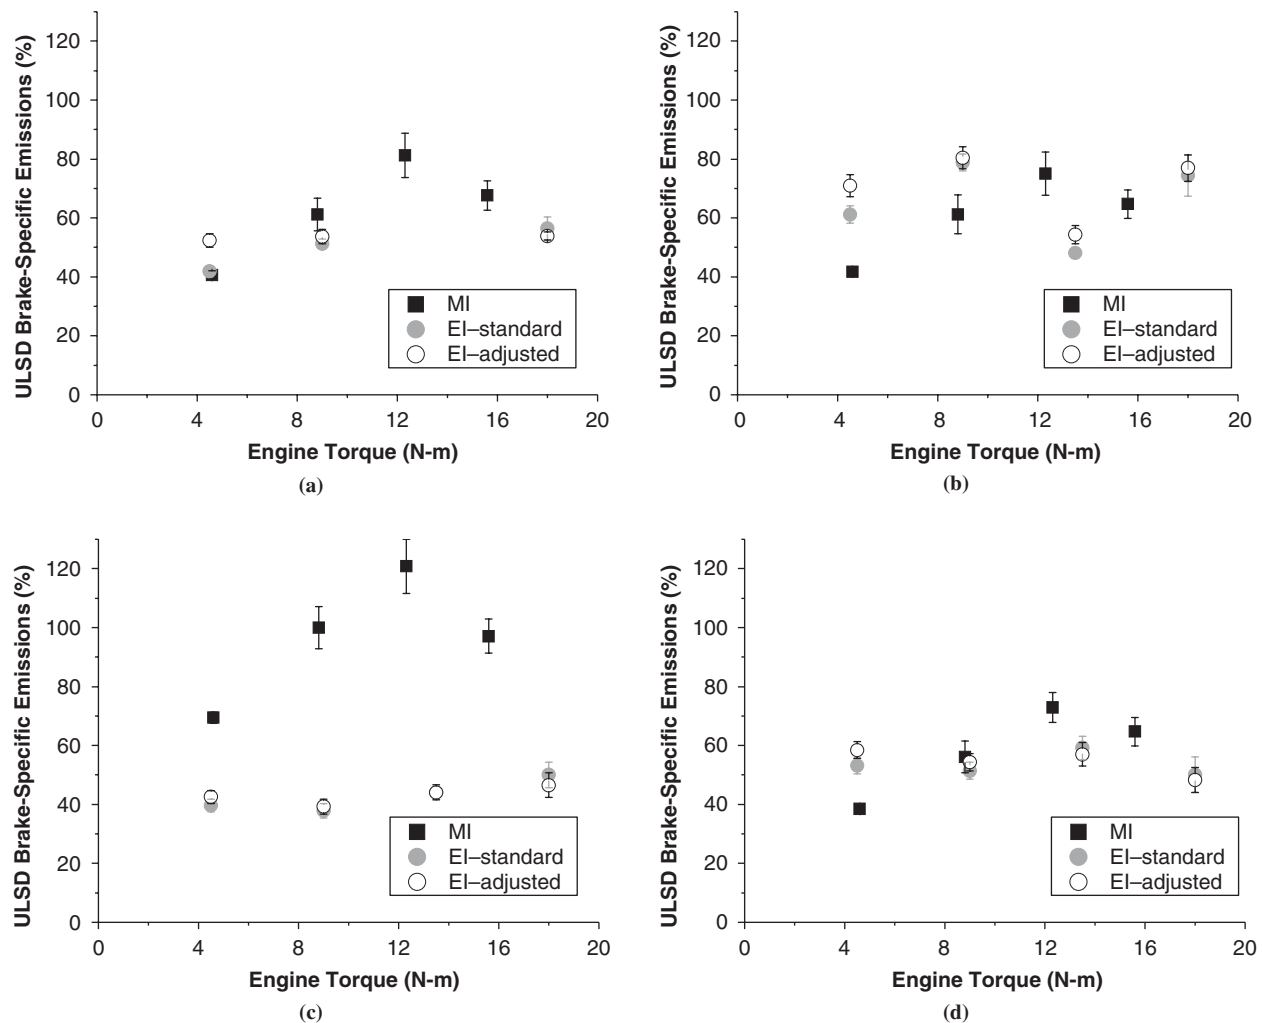 ULSD Brake-Specific Emissions (%)
120
100
80
60
40
20
0
MI
EI–standard
EI–adjusted
0 4 8 12 16 20
Engine Torque (N-m)
(a)
ULSD Brake-Specific Emissions (%)
120
100
80
60
40
20
0
MI
EI–standard
EI–adjusted
0 4 8 12 16 20
Engine Torque (N-m)
(b)
ULSD Brake-Specific Emissions (%)
120
100
80
60
40
20
0
MI
EI–standard
EI–adjusted
0 4 8 12 16 20
Engine Torque (N-m)
(c)
ULSD Brake-Specific Emissions (%)
120
100
80
60
40
20
0
MI
EI–standard
EI–adjusted
0 4 8 12 16 20
Engine Torque (N-m)
(d)